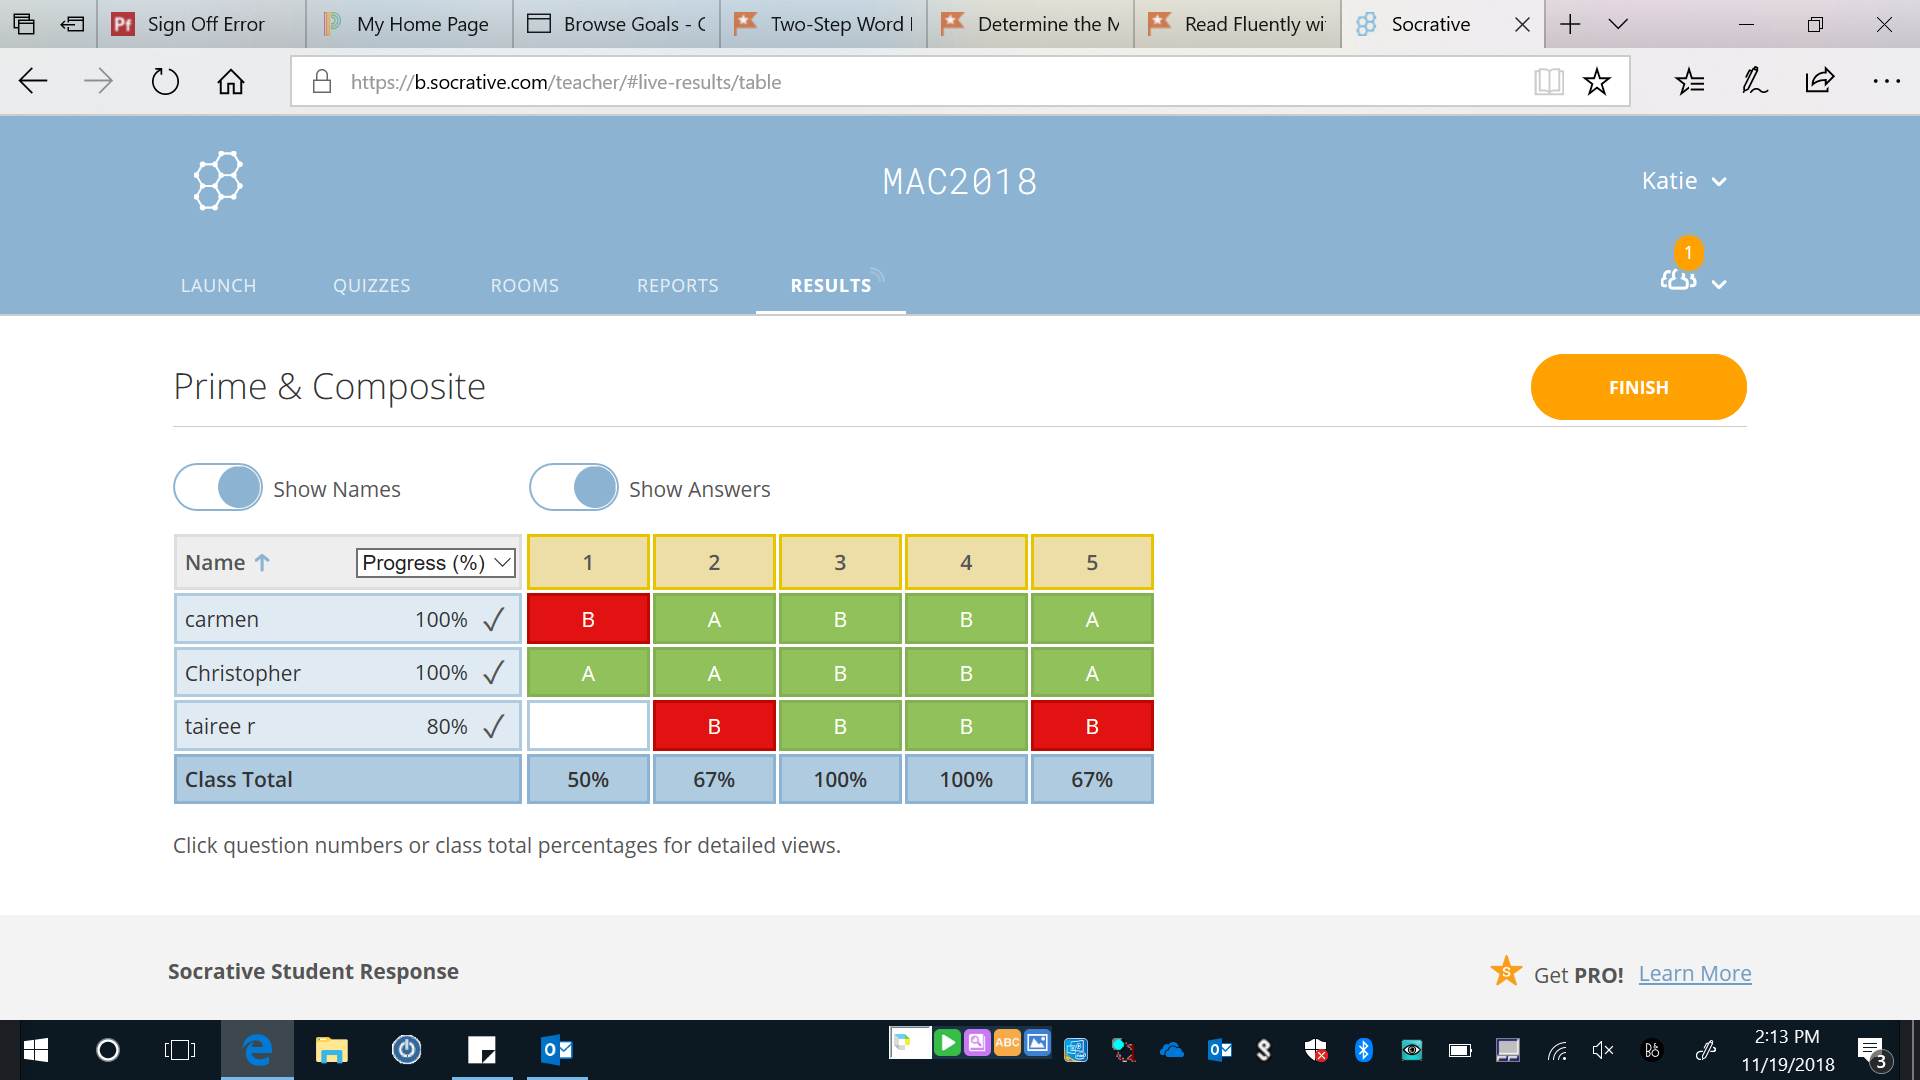 Sign Off Error
My Home Page
Browse Goals - C
Two-Step Word
Determine the M
Read Fluently wi
Socrative
https://b.socrative.com/teacher/#live-results/table
MAC2018
Katie
1
LAUNCH
QUIZZES
ROOMS
REPORTS
RESULTS
Prime & Composite
FINISH
Show Names
Show Answers
Name Progress (%) 1 2 3 4 5
carmen 100% B A B B A
Christopher 100% A A B B A
tairee r 80% B B B B
Class Total 50% 67% 100% 100% 67%
Click question numbers or class total percentages for detailed views.
Socrative Student Response
S
Get PRO! Learn More
ABC
2:13 PM
11/19/2018
3